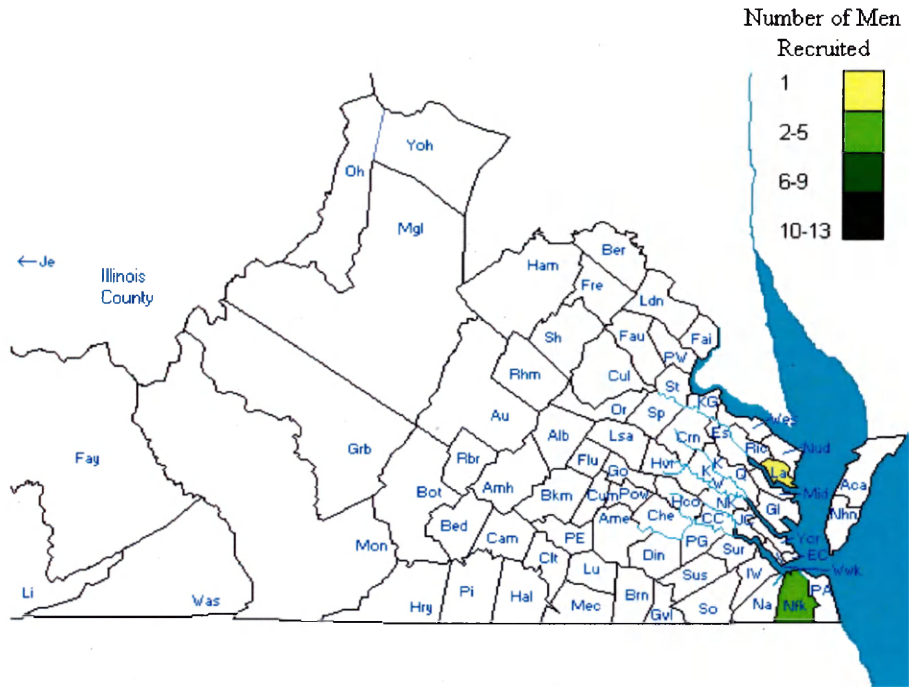 Number of Men
Recruited
1
2-5
6-9
10-13
Yoh
Oh
Mgl
←Je
Illinois
County
Ham
Ber
Fre
Ldn
Sh
Fau
Fai
PW
Rhm
Cul
St
KG
Au
Or
Sp
Wes
Es
Ric
Nud
Alb
Lsa
Crn
Grb
Fay
Rbr
Flu
Go
Hvr
K
K
W
Q
La
Aca
Mid
Bot
Amh
Bkm
Cum
Pow
NK
Gl
Nhn
Bed
Ame
Che
CC
JC
Yor
Mon
Cam
PE
PG
Sur
EC
Clt
Din
Wwk
Li
Was
Hry
Pi
Hal
Lu
Sus
IW
PA
Mec
Brn
Gvl
So
Na
Nfk